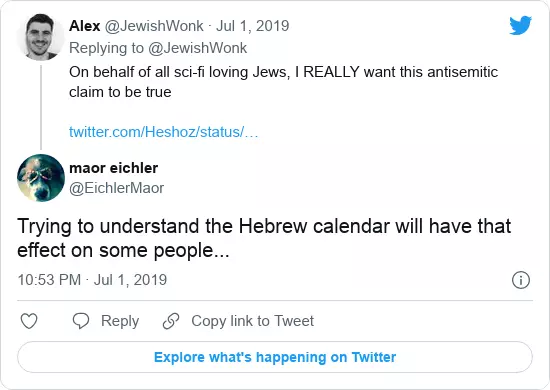 Alex @JewishWonk · Jul 1, 2019
Replying to @JewishWonk
On behalf of all sci-fi loving Jews, I REALLY want this antisemitic
claim to be true
twitter.com/Heshoz/status/…
maor eichler
@EichlerMaor
Trying to understand the Hebrew calendar will have that
effect on some people...
10:53 PM · Jul 1, 2019
Reply
Copy link to Tweet
Explore what's happening on Twitter